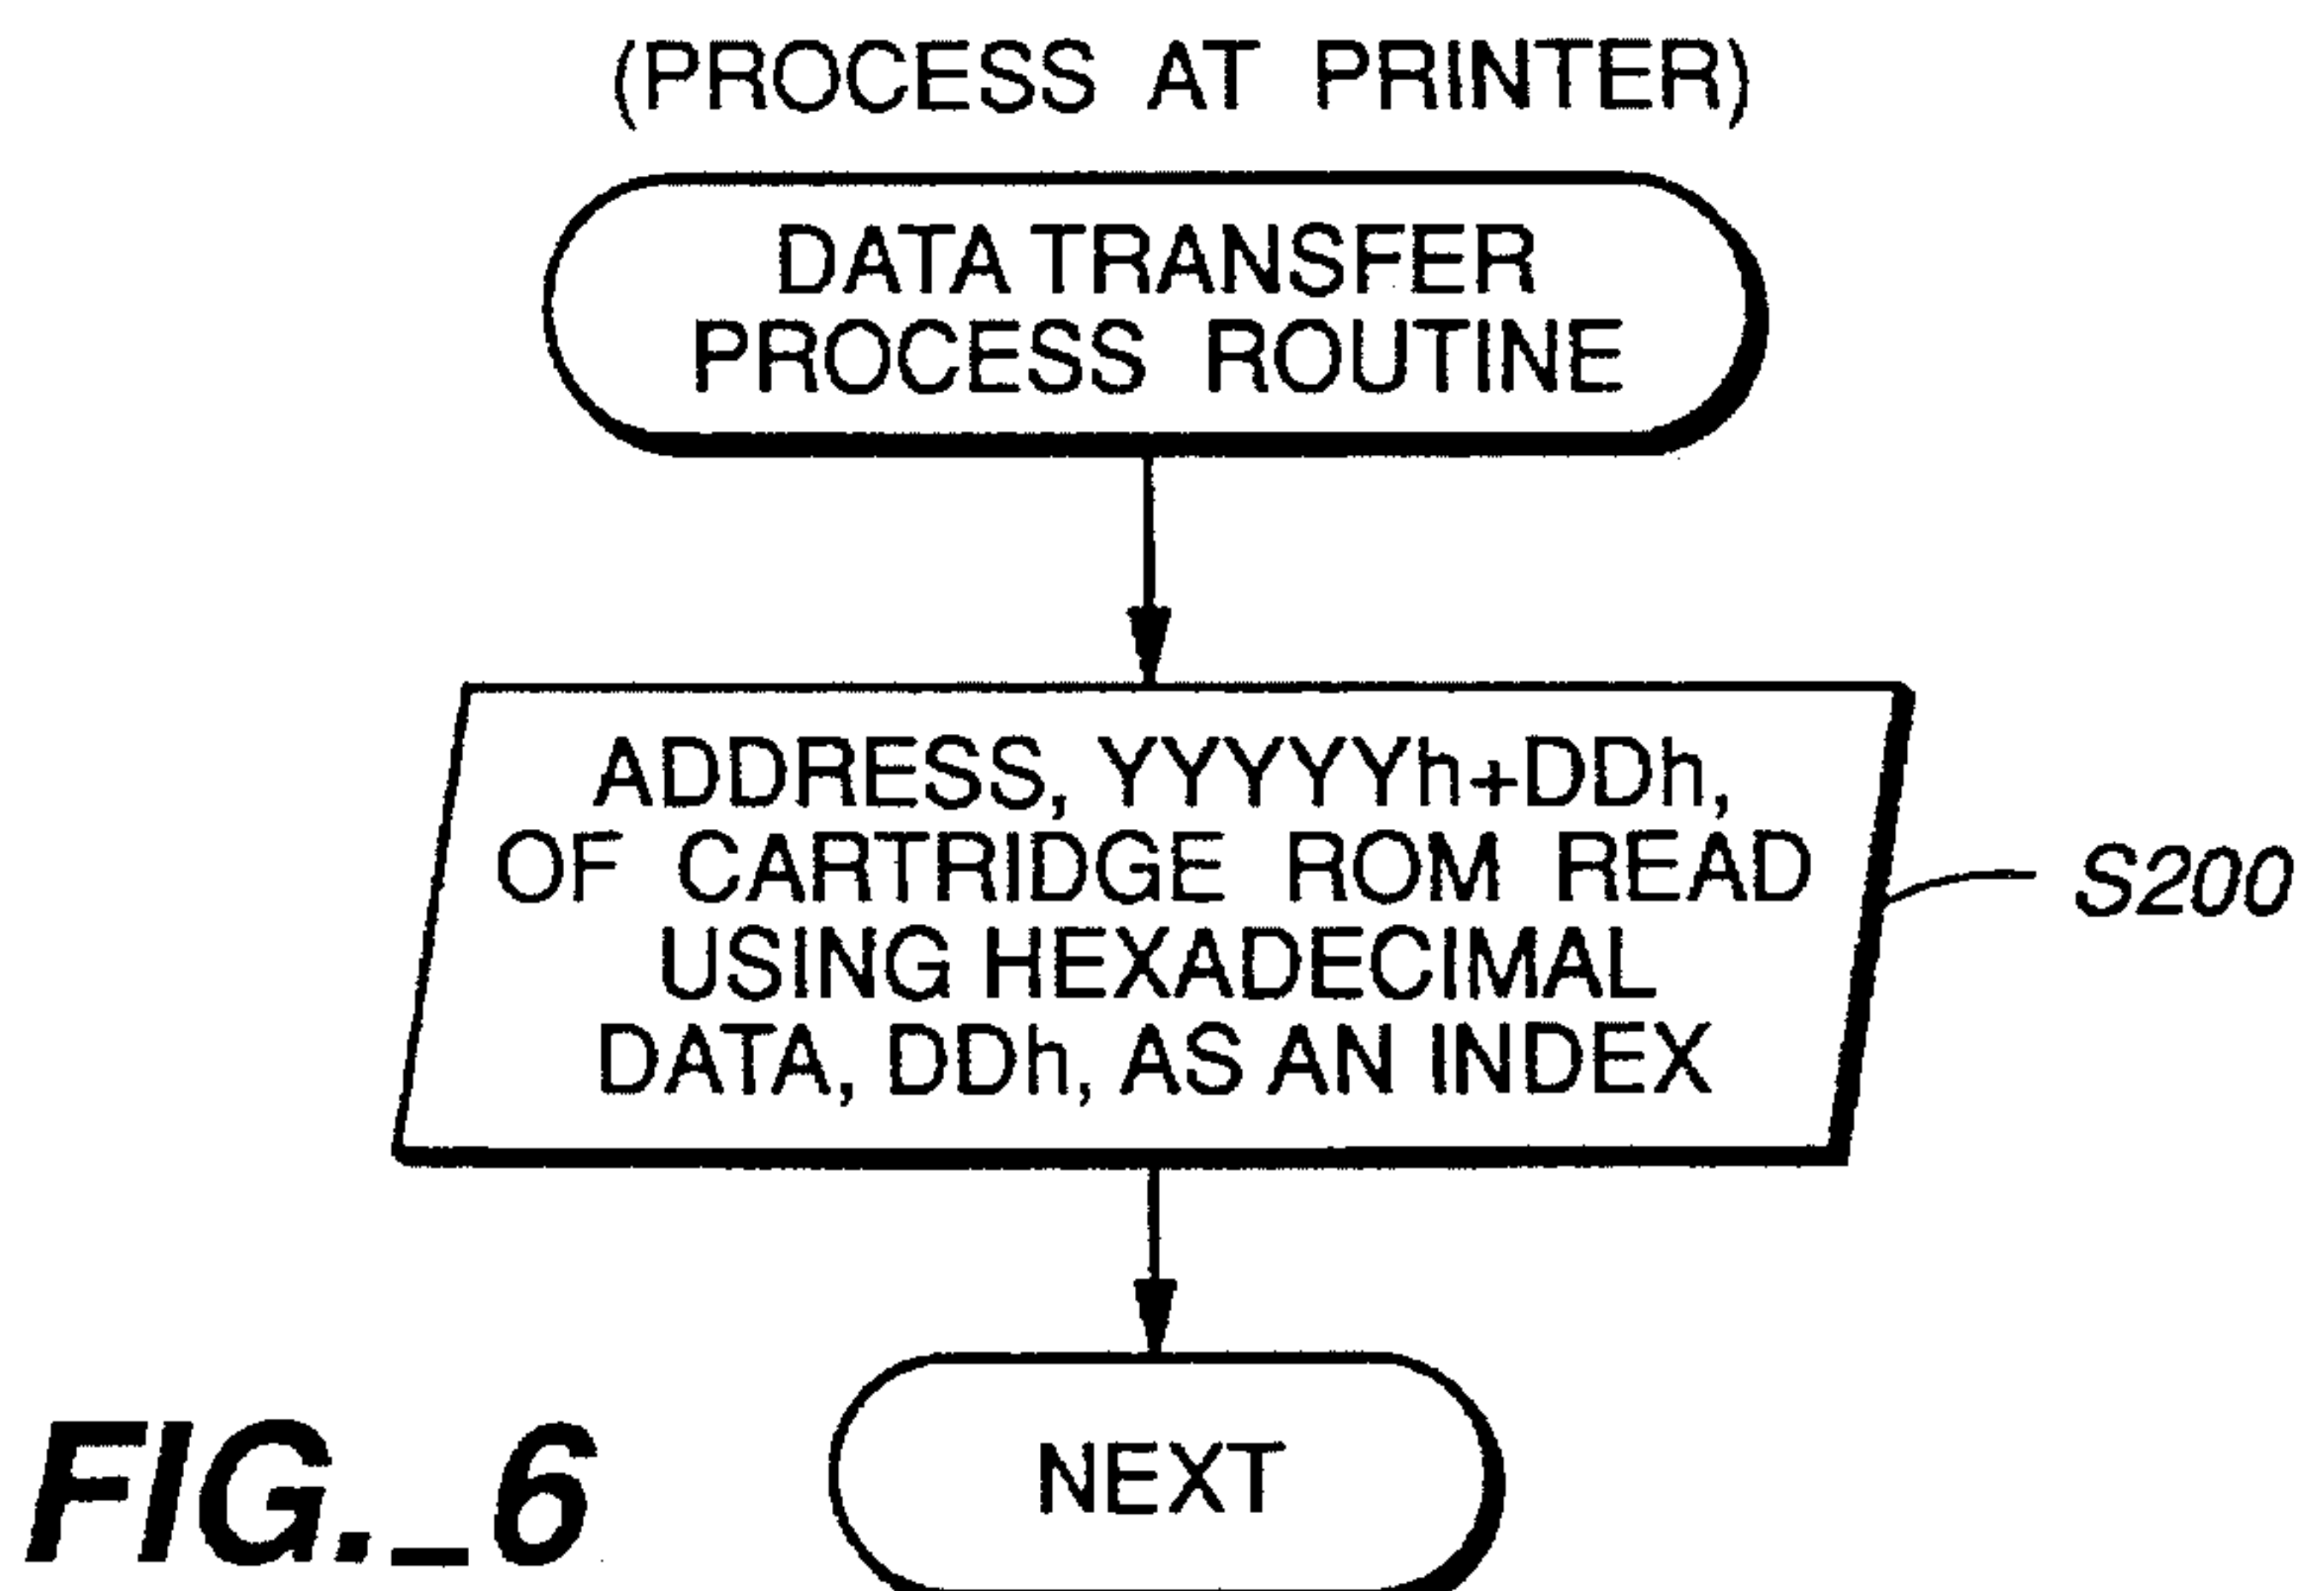 (PROCESS AT PRINTER)
DATA TRANSFER
PROCESS ROUTINE
ADDRESS, YYYYYh+DDh,
OF CARTRIDGE ROM READ
USING HEXADECIMAL
DATA, DDh, AS AN INDEX
S200
NEXT
FIG._6